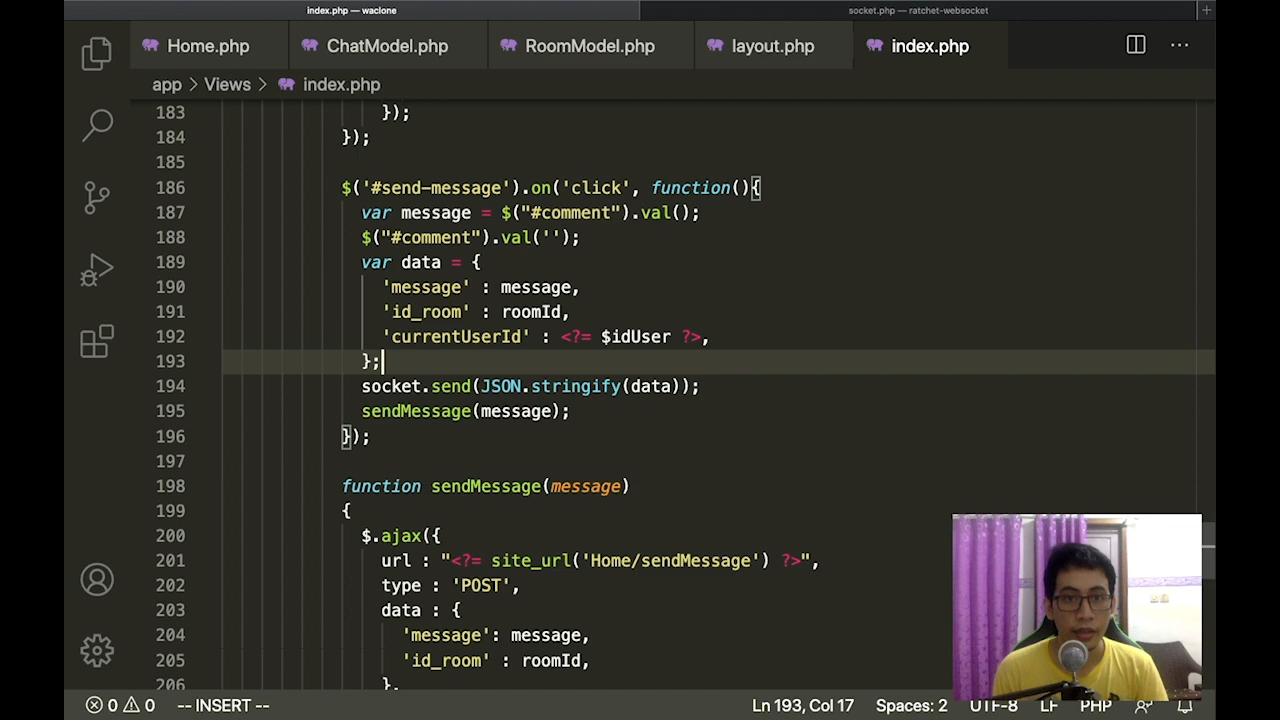 index.php — waclone
socket.php — ratchet-websocket
Home.php
ChatModel.php
RoomModel.php
layout.php
index.php
app > Views > index.php
183 });
184 });
185
186 $('#send-message').on('click', function(){
187 var message = $("#comment").val();
188 $("#comment").val('');
189 var data = {
190 'message' : message,
191 'id_room' : roomId,
192 'currentUserId' : <?= $idUser ?>,
193 };
194 socket.send(JSON.stringify(data));
195 sendMessage(message);
196 });
197
198 function sendMessage(message)
199 {
200 $.ajax({
201 url : "<?= site_url('Home/sendMessage') ?>",
202 type : 'POST',
203 data : {
204 'message': message,
205 'id_room' : roomId,
206 },
0 0 -- INSERT -- Ln 193, Col 17 Spaces: 2 UTF-8 LF PHP